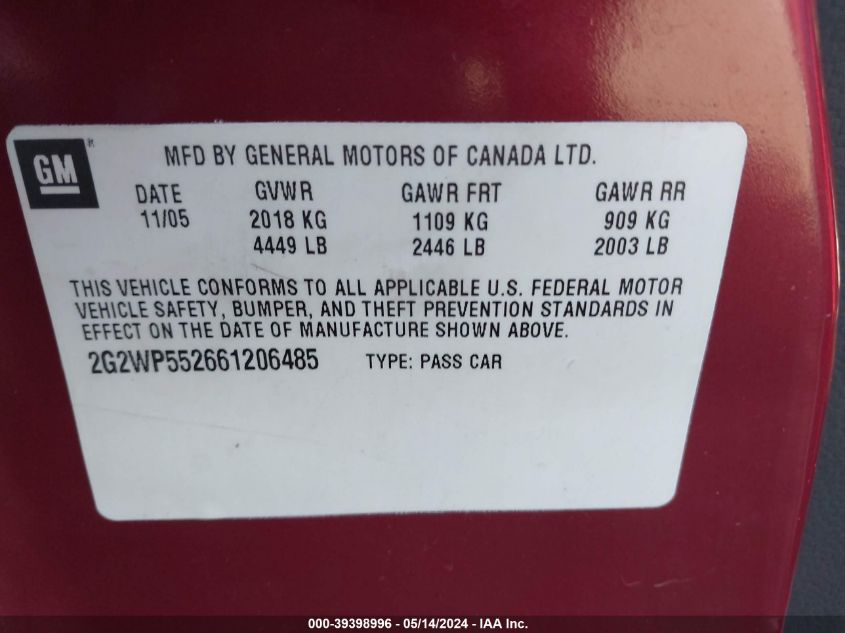 GM
MFD BY GENERAL MOTORS OF CANADA LTD.
DATE GVWR GAWR FRT GAWR RR
11/05 2018 KG 1109 KG 909 KG
4449 LB 2446 LB 2003 LB
THIS VEHICLE CONFORMS TO ALL APPLICABLE U.S. FEDERAL MOTOR
VEHICLE SAFETY, BUMPER, AND THEFT PREVENTION STANDARDS IN
EFFECT ON THE DATE OF MANUFACTURE SHOWN ABOVE.
2G2WP552661206485 TYPE: PASS CAR
000-39398996 - 05/14/2024 - IAA Inc.